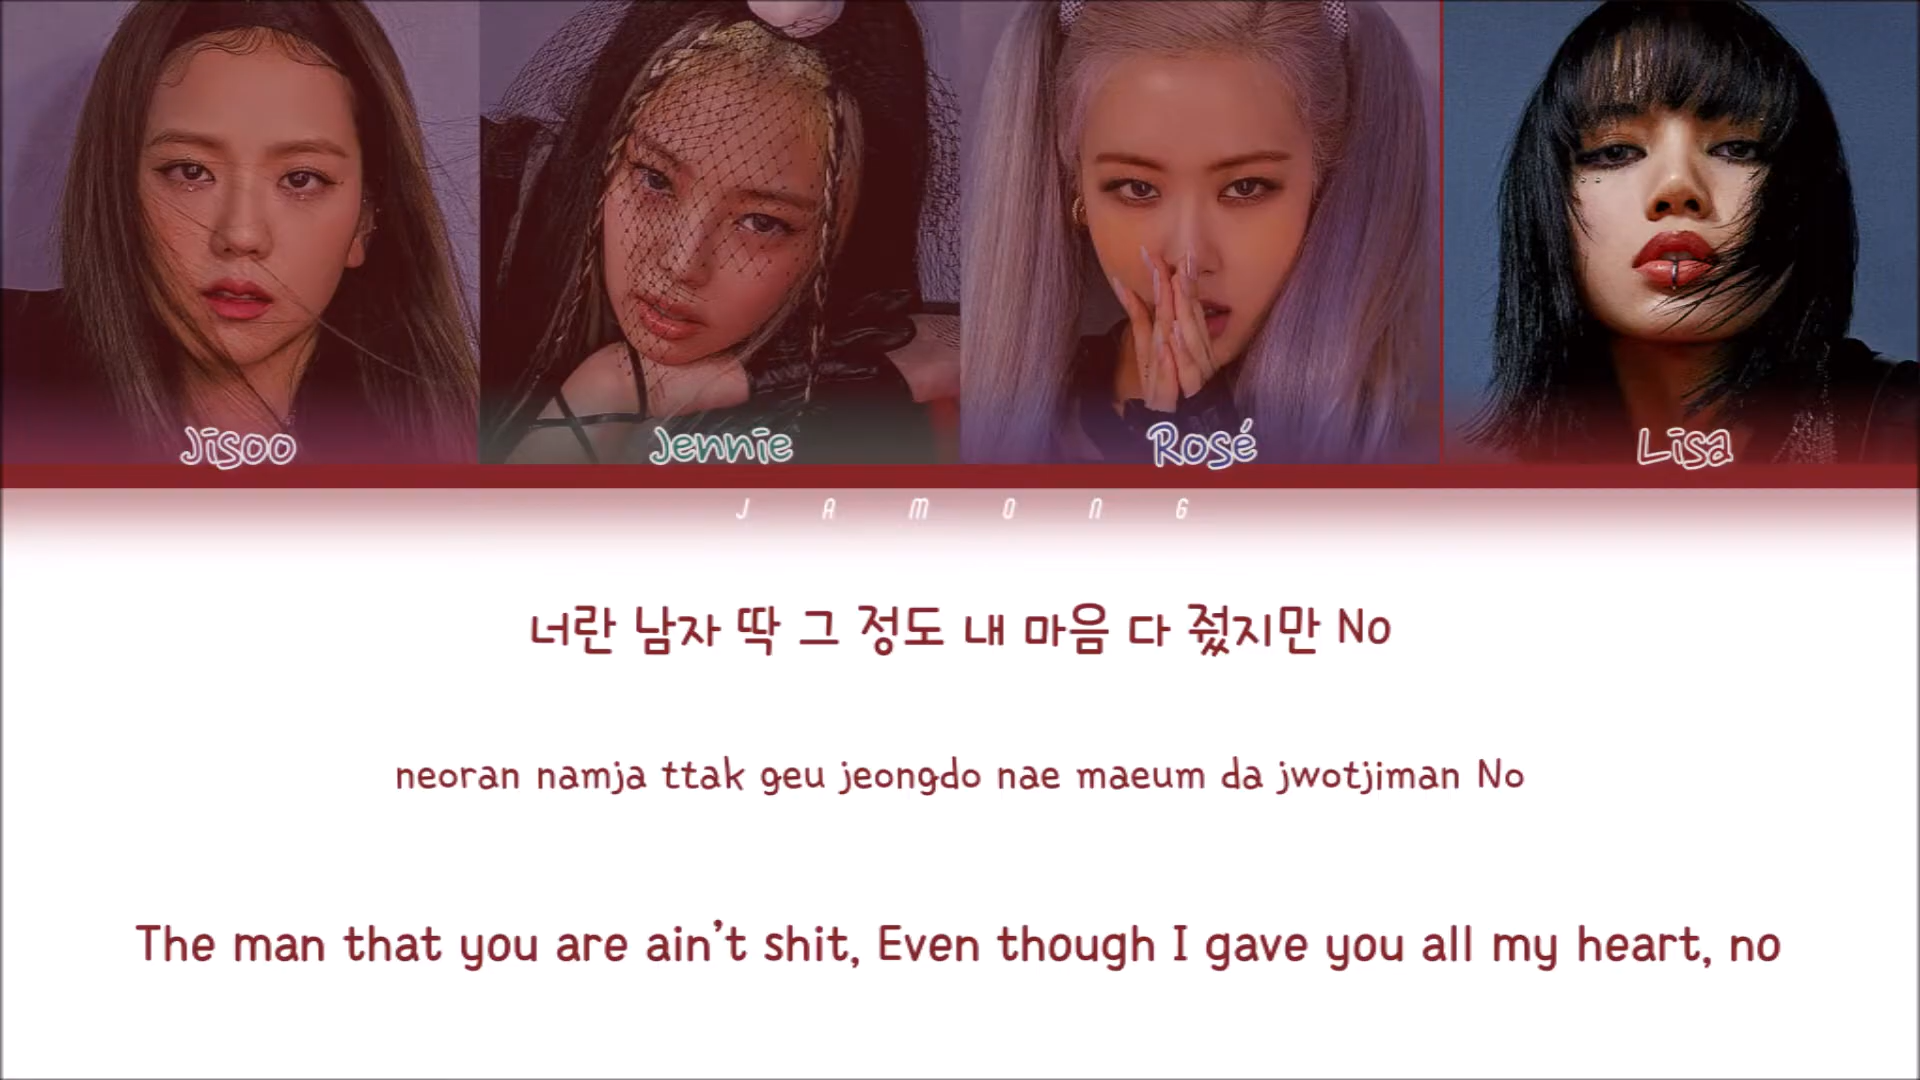 Jisoo Jennie Rosé Lisa
JAMONG
너란 남자 딱 그 정도 내 마음 다 줬지만 No
neoran namja ttak geu jeongdo nae maeum da jwotjiman No
The man that you are ain't shit, Even though I gave you all my heart, no